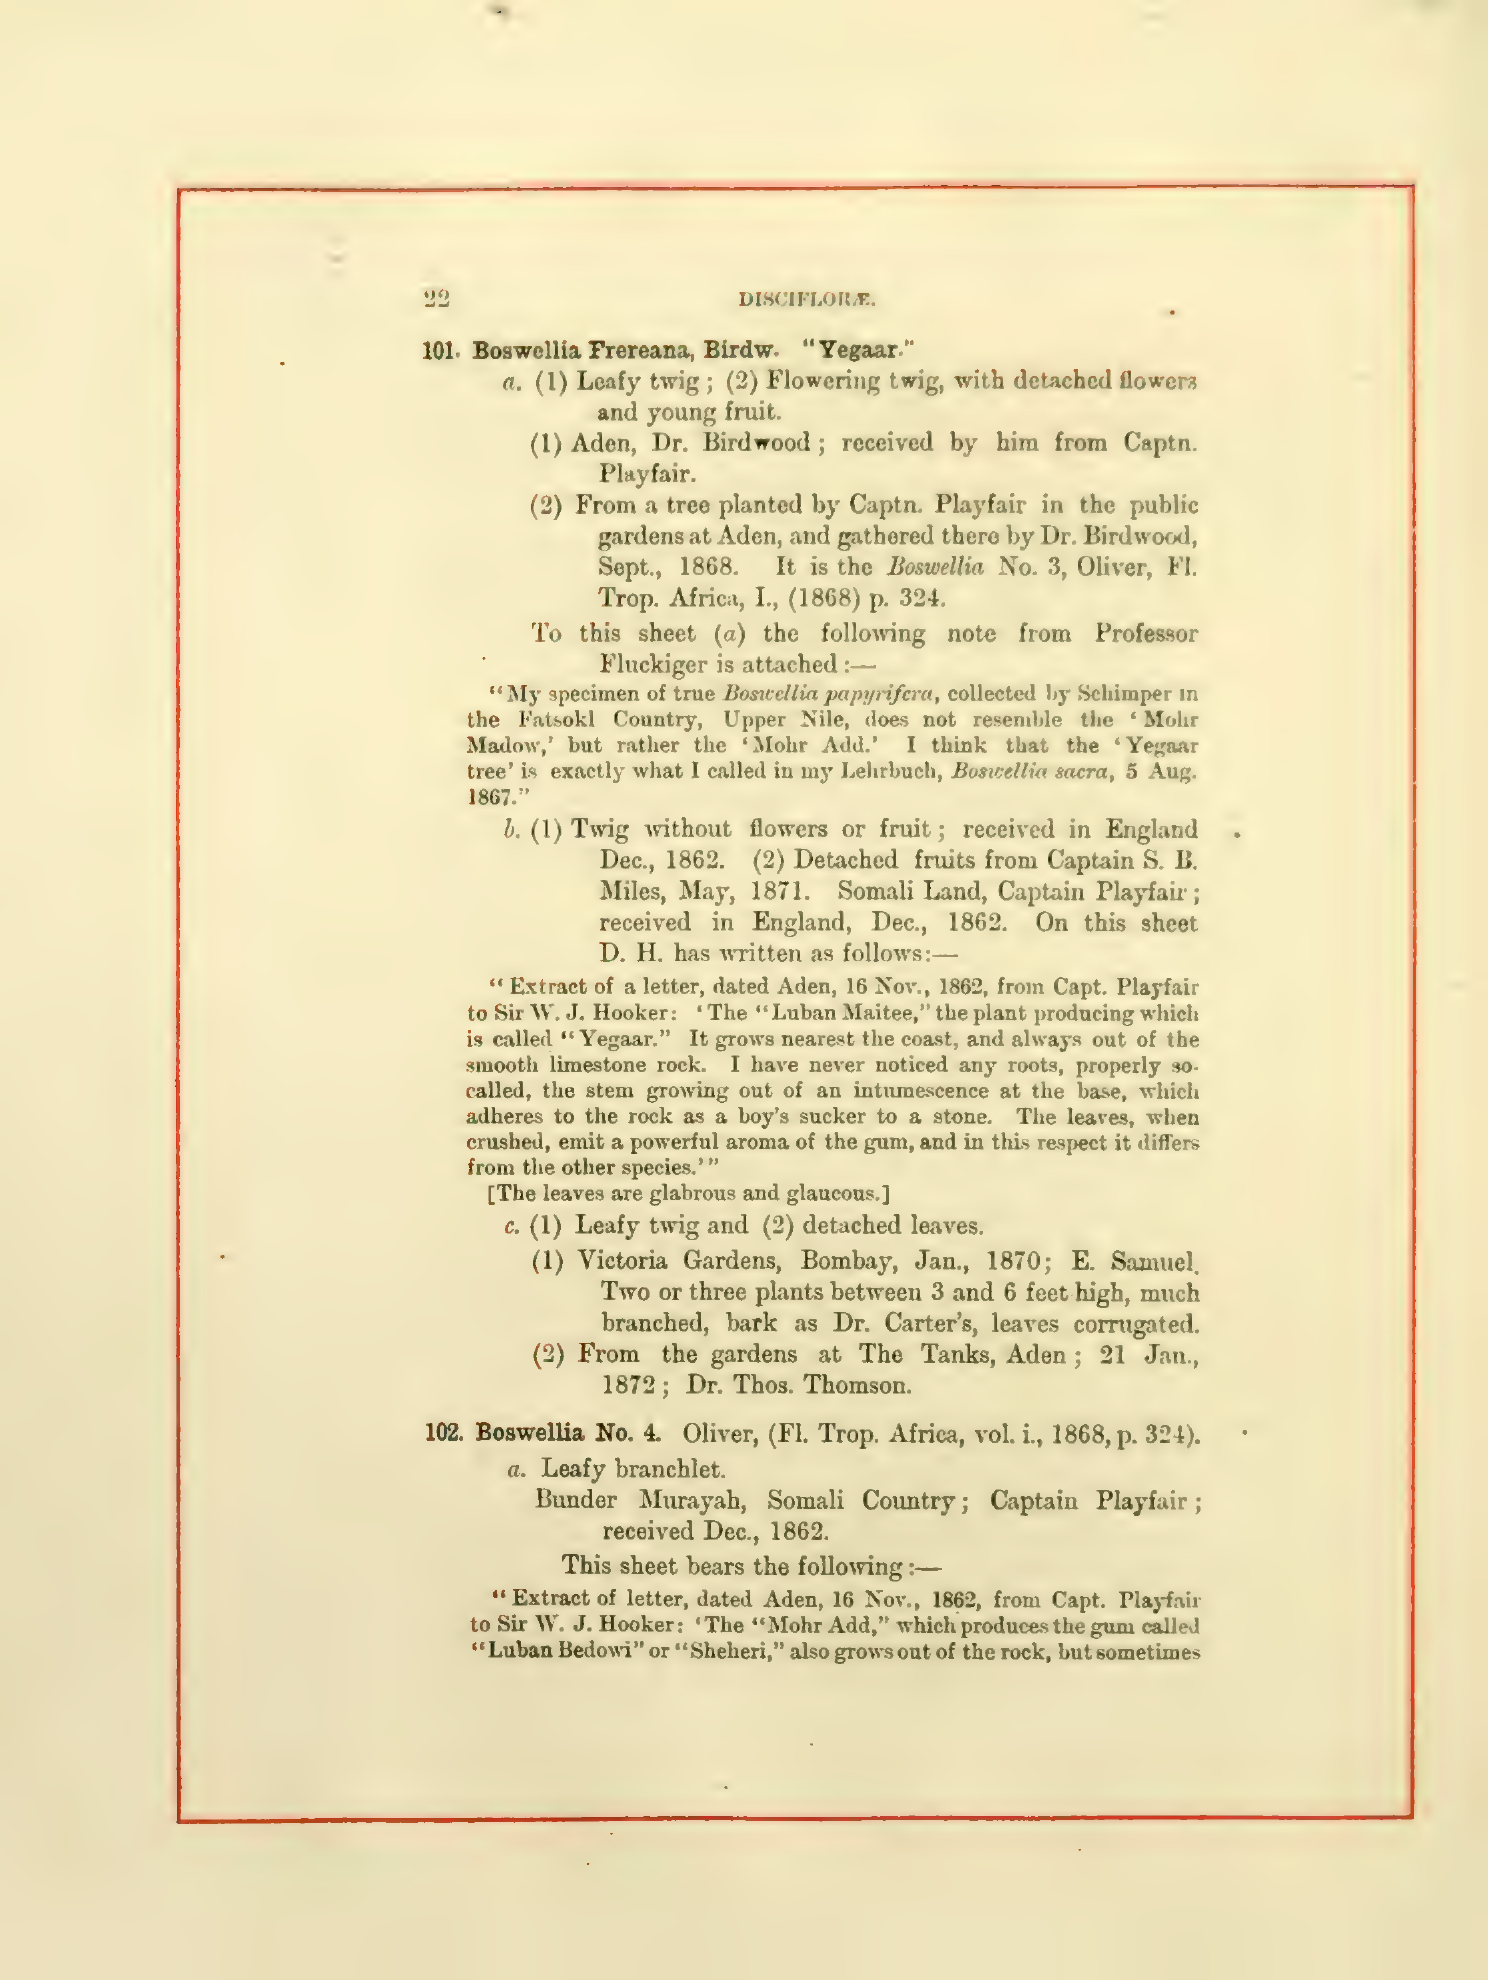 22 DISCIFLORÆ.
101. Boswellia Frereana, Birdw. "Yegaar."
a. (1) Leafy twig; (2) Flowering twig, with detached flowers
and young fruit.
(1) Aden, Dr. Birdwood; received by him from Captn.
Playfair.
(2) From a tree planted by Captn. Playfair in the public
gardens at Aden, and gathered there by Dr. Birdwood,
Sept., 1868. It is the Boswellia No. 3, Oliver, Fl.
Trop. Africa, I., (1868) p. 324.
To this sheet (a) the following note from Professor
Fluckiger is attached:—
"My specimen of true Boswellia papyrifera, collected by Schimper in
the Fatsokl Country, Upper Nile, does not resemble the 'Mohr
Madow,' but rather the 'Mohr Add.' I think that the 'Yegaar
tree' is exactly what I called in my Lehrbuch, Boswellia sacra, 5 Aug.
1867."
b. (1) Twig without flowers or fruit; received in England
Dec., 1862. (2) Detached fruits from Captain S. B.
Miles, May, 1871. Somali Land, Captain Playfair;
received in England, Dec., 1862. On this sheet
D. H. has written as follows:—
"Extract of a letter, dated Aden, 16 Nov., 1862, from Capt. Playfair
to Sir W. J. Hooker: 'The "Luban Maitee," the plant producing which
is called "Yegaar." It grows nearest the coast, and always out of the
smooth limestone rock. I have never noticed any roots, properly so-
called, the stem growing out of an intumescence at the base, which
adheres to the rock as a boy's sucker to a stone. The leaves, when
crushed, emit a powerful aroma of the gum, and in this respect it differs
from the other species.'"
[The leaves are glabrous and glaucous.]
c. (1) Leafy twig and (2) detached leaves.
(1) Victoria Gardens, Bombay, Jan., 1870; E. Samuel.
Two or three plants between 3 and 6 feet high, much
branched, bark as Dr. Carter's, leaves corrugated.
(2) From the gardens at The Tanks, Aden; 21 Jan.,
1872; Dr. Thos. Thomson.
102. Boswellia No. 4. Oliver, (Fl. Trop. Africa, vol. i., 1868, p. 324).
a. Leafy branchlet.
Bunder Murayah, Somali Country; Captain Playfair;
received Dec., 1862.
This sheet bears the following:—
"Extract of letter, dated Aden, 16 Nov., 1862, from Capt. Playfair
to Sir W. J. Hooker: 'The "Mohr Add," which produces the gum called
"Luban Bedowi" or "Sheheri," also grows out of the rock, but sometimes